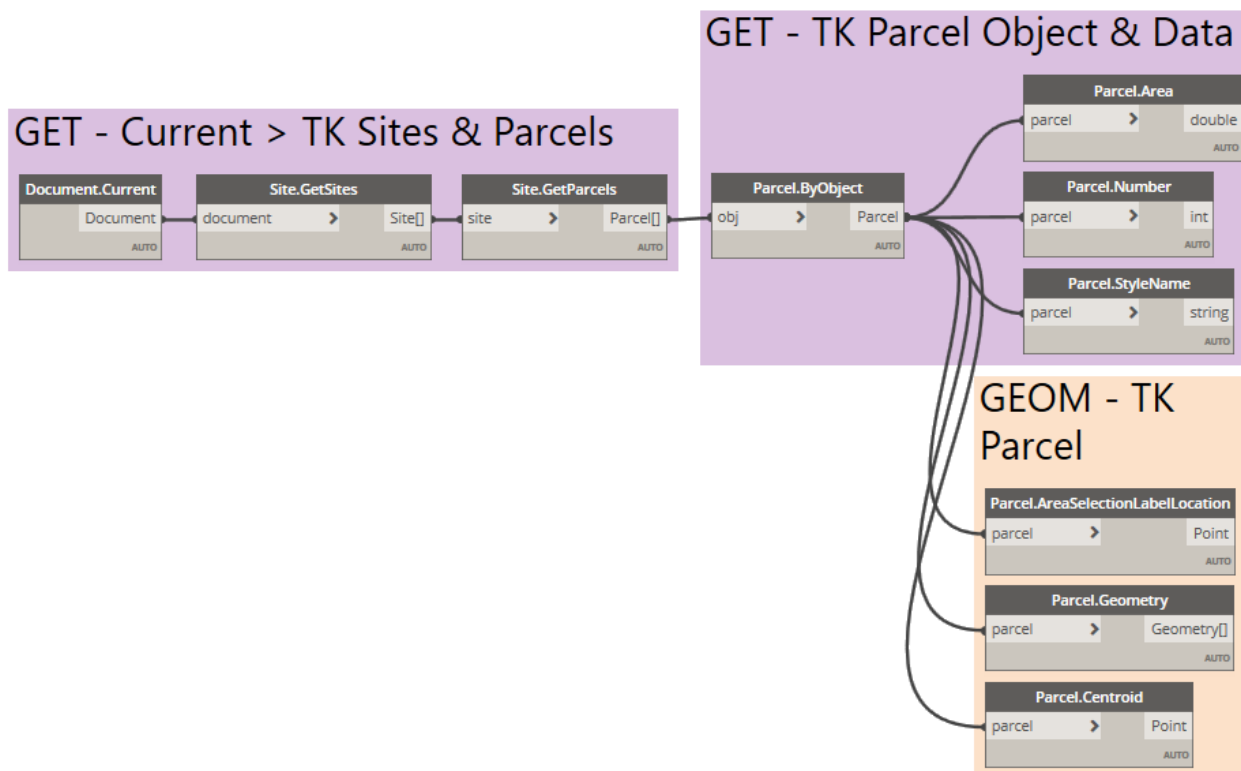 GET - TK Parcel Object & Data
GET - Current > TK Sites & Parcels
Document.Current
Document
AUTO
Site.GetSites
document > Site[]
AUTO
Site.GetParcels
site > Parcel[]
AUTO
Parcel.ByObject
obj > Parcel
AUTO
Parcel.Area
parcel > double
AUTO
Parcel.Number
parcel > int
AUTO
Parcel.StyleName
parcel > string
AUTO
GEOM - TK
Parcel
Parcel.AreaSelectionLabelLocation
parcel > Point
AUTO
Parcel.Geometry
parcel > Geometry[]
AUTO
Parcel.Centroid
parcel > Point
AUTO